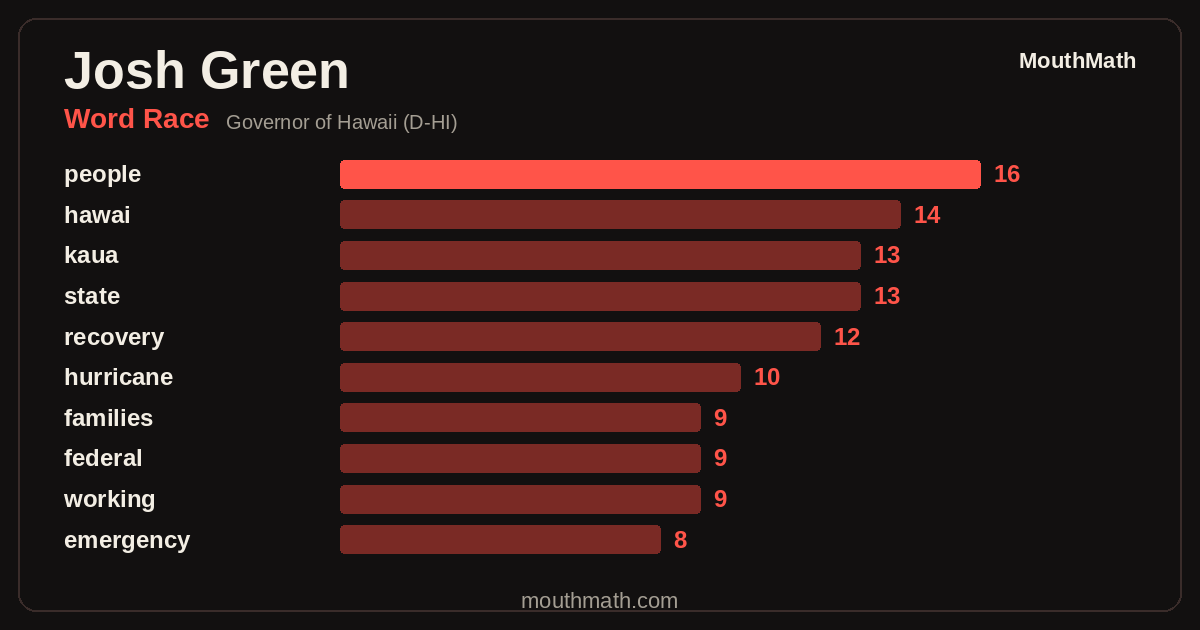 Josh Green
MouthMath
Word Race Governor of Hawaii (D-HI)
people 16
hawai 14
kaua 13
state 13
recovery 12
hurricane 10
families 9
federal 9
working 9
emergency 8
mouthmath.com